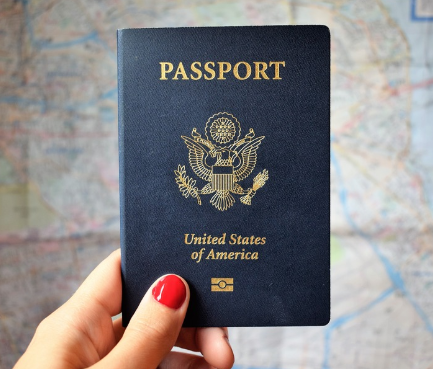 PASSPORT
United States
of America